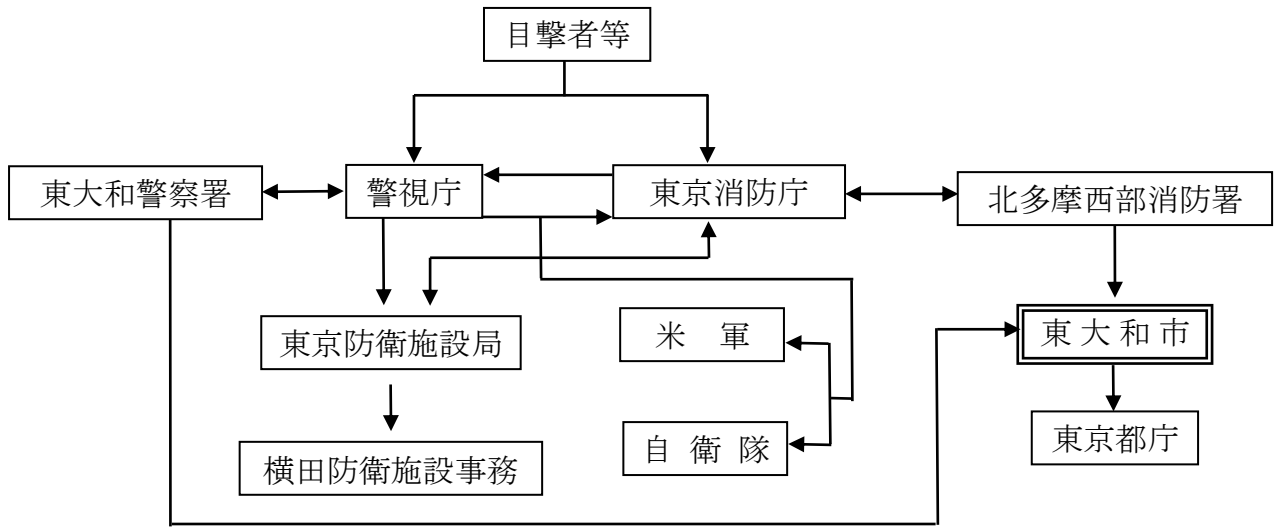 目撃者等
東大和警察署
警視庁
東京消防庁
北多摩西部消防署
東京防衛施設局
米　軍
東大和市
自衛隊
東京都庁
横田防衛施設事務